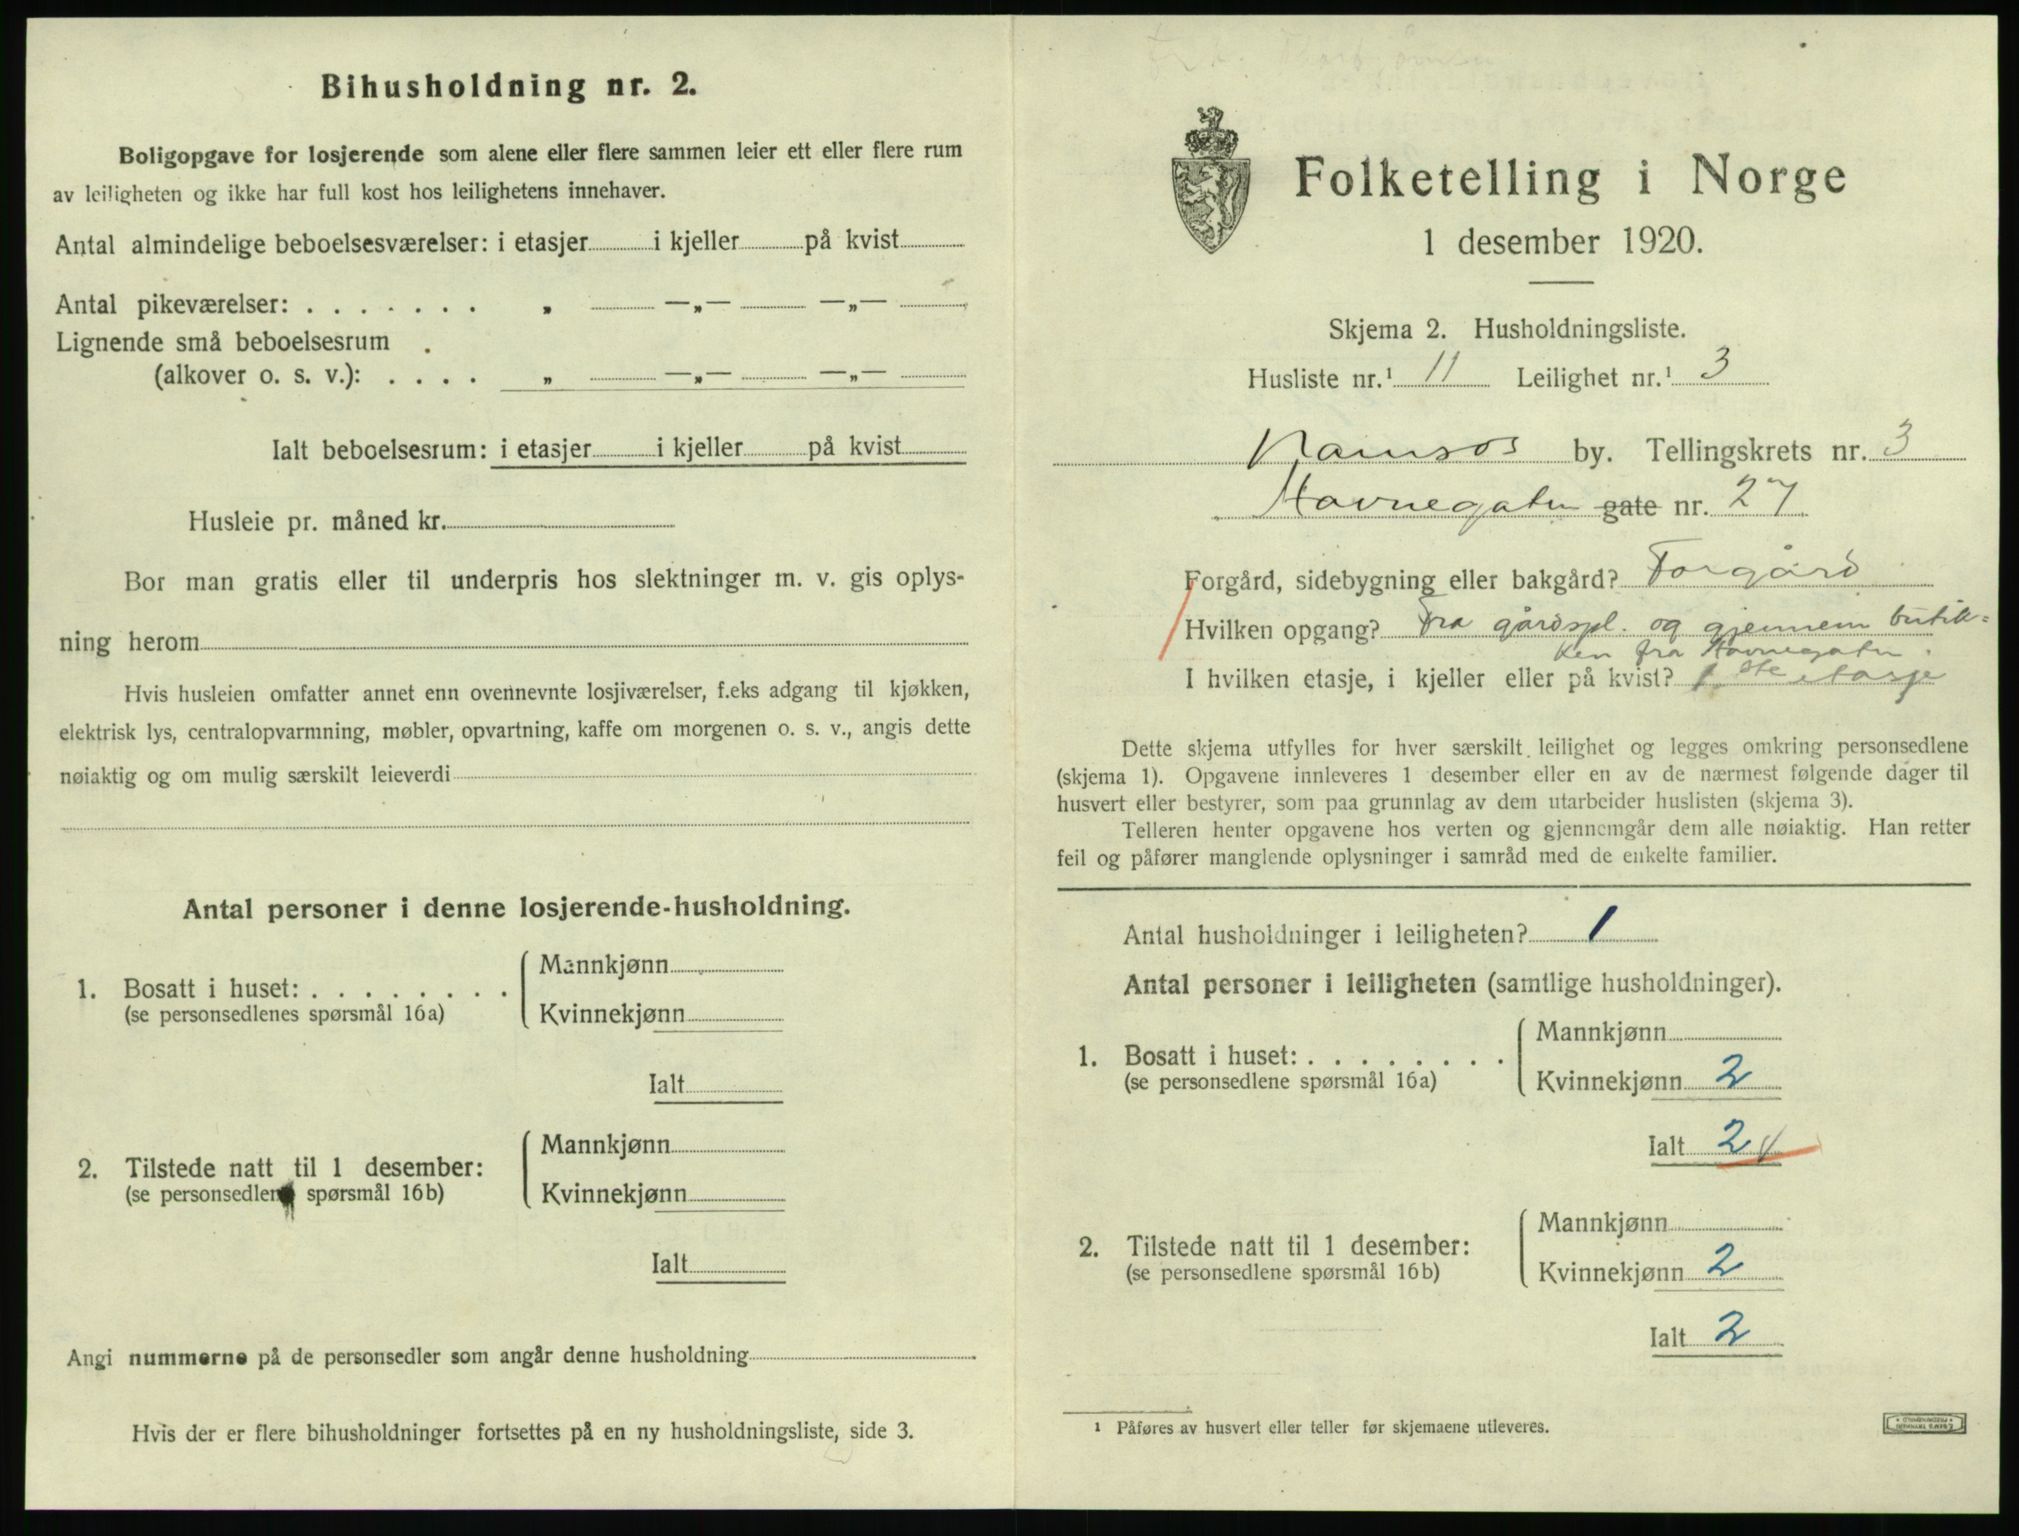 Bihusholdning nr. 2.
Boligopgave for losjerende som alene eller flere sammen leier ett eller flere rum
av leiligheten og ikke har full kost hos leilighetens innehaver.
Antal almindelige beboelsesværelser: i etasjer i kjeller på kvist
Antal pikeværelser: . . . . . . . „ —„— —„—
Lignende små beboelsesrum
(alkover o. s. v.): . . . . „ —„— —„—
Ialt beboelsesrum: i etasjer i kjeller på kvist
Husleie pr. måned kr.
Bor man gratis eller til underpris hos slektninger m. v. gis oplys-
ning herom
Hvis husleien omfatter annet enn ovennevnte losjiværelser, f.eks adgang til kjøkken,
elektrisk lys, centralopvarmning, møbler, opvartning, kaffe om morgenen o. s. v., angis dette
nøiaktig og om mulig særskilt leieverdi
Antal personer i denne losjerende-husholdning.
1. Bosatt i huset: . . . . . . . .
(se personsedlenes spørsmål 16a)
Mannkjønn
Kvinnekjønn
Ialt
2. Tilstede natt til 1 desember:
(se personsedlene spørsmål 16b)
Mannkjønn
Kvinnekjønn
Ialt
Angi nummerne på de personsedler som angår denne husholdning
Hvis der er flere bihusholdninger fortsettes på en ny husholdningsliste, side 3.
Folketelling i Norge
1 desember 1920.
Skjema 2. Husholdningsliste.
Husliste nr.¹ 11 Leilighet nr.¹ 3
Namsos by. Tellingskrets nr. 3
Havnegaten gate nr. 27
Forgård, sidebygning eller bakgård? Forgård
Hvilken opgang? Fra gårdspl. og gjennem butik-
ken fra Havnegaten.
I hvilken etasje, i kjeller eller på kvist? 1ste etasje
Dette skjema utfylles for hver særskilt leilighet og legges omkring personsedlene
(skjema 1). Opgavene innleveres 1 desember eller en av de nærmest følgende dager til
husvert eller bestyrer, som paa grunnlag av dem utarbeider huslisten (skjema 3).
Telleren henter opgavene hos verten og gjennemgår dem alle nøiaktig. Han retter
feil og påfører manglende oplysninger i samråd med de enkelte familier.
Antal husholdninger i leiligheten? 1
Antal personer i leiligheten (samtlige husholdninger).
1. Bosatt i huset: . . . . . . . .
(se personsedlene spørsmål 16a)
Mannkjønn
Kvinnekjønn 2
Ialt 2
2. Tilstede natt til 1 desember:
(se personsedlene spørsmål 16b)
Mannkjønn
Kvinnekjønn 2
Ialt 2
1 Påføres av husvert eller teller før skjemaene utleveres.